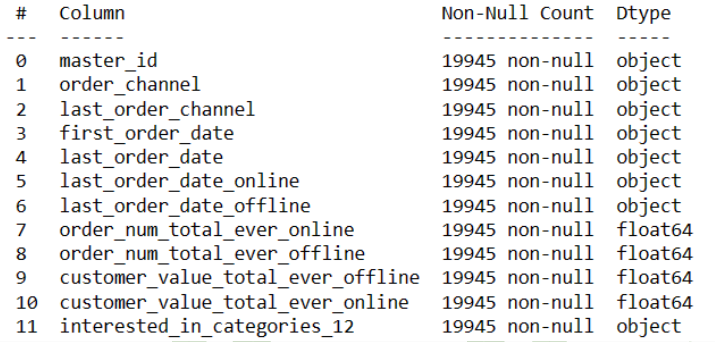 #   Column                             Non-Null Count  Dtype
---  ------                             --------------  -----
0   master_id                          19945 non-null  object
1   order_channel                      19945 non-null  object
2   last_order_channel                 19945 non-null  object
3   first_order_date                   19945 non-null  object
4   last_order_date                    19945 non-null  object
5   last_order_date_online             19945 non-null  object
6   last_order_date_offline            19945 non-null  object
7   order_num_total_ever_online        19945 non-null  float64
8   order_num_total_ever_offline       19945 non-null  float64
9   customer_value_total_ever_offline  19945 non-null  float64
10  customer_value_total_ever_online   19945 non-null  float64
11  interested_in_categories_12        19945 non-null  object